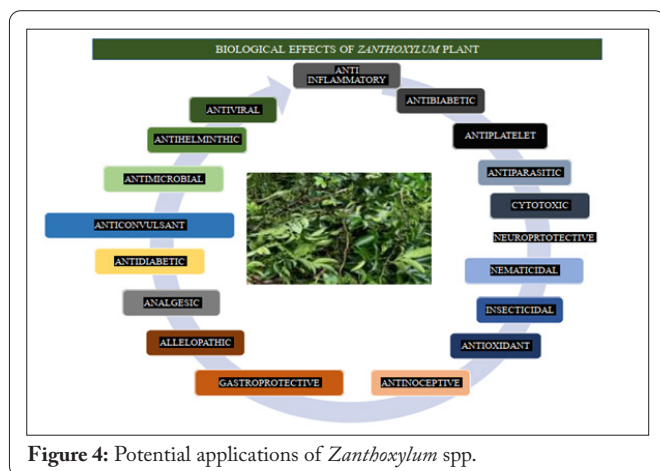 BIOLOGICAL EFFECTS OF ZANTHOXYLUM PLANT
ANTI
INFLAMMATORY
ANTIBIABETIC
ANTIPLATELET
ANTIPARASITIC
CYTOTOXIC
NEUROPRTOTECTIVE
NEMATICIDAL
INSECTICIDAL
ANTIOXIDANT
ANTINOCEPTIVE
GASTROPROTECTIVE
ALLELOPATHIC
ANALGESIC
ANTIDIABETIC
ANTICONVULSANT
ANTIMICROBIAL
ANTIHELMINTHIC
ANTIVIRAL
Figure 4: Potential applications of Zanthoxylum spp.